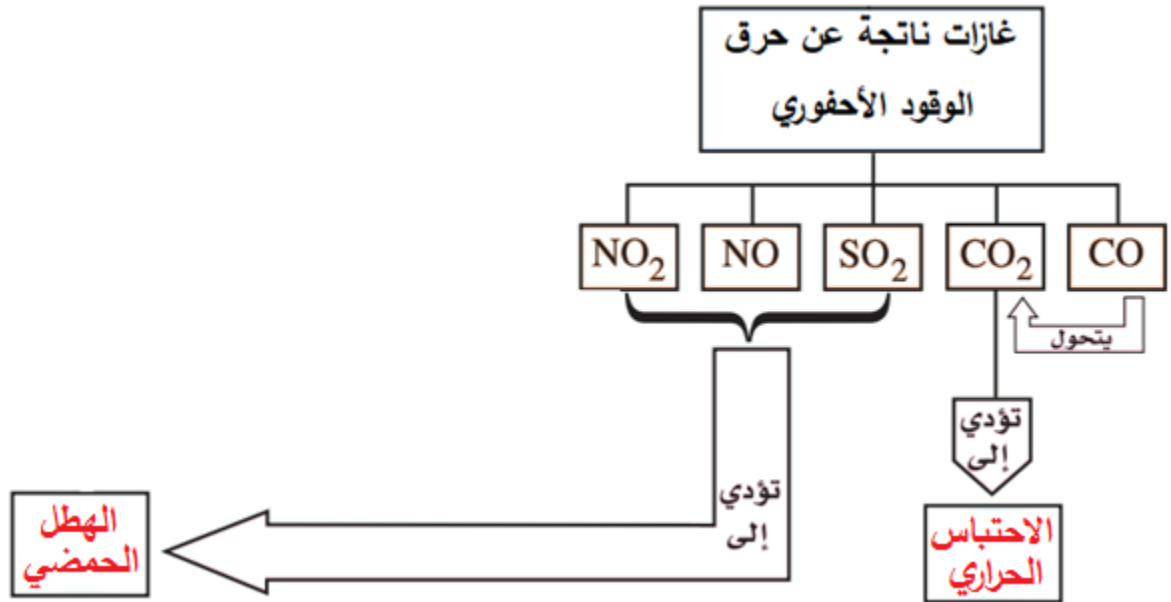 غازات ناتجة عن حرق
الوقود الأحفوري
CO
CO₂
SO₂
NO
NO₂
يتحول
تؤدي
إلى
الاحتباس
الحراري
تؤدي
إلى
الهطل
الحمضي